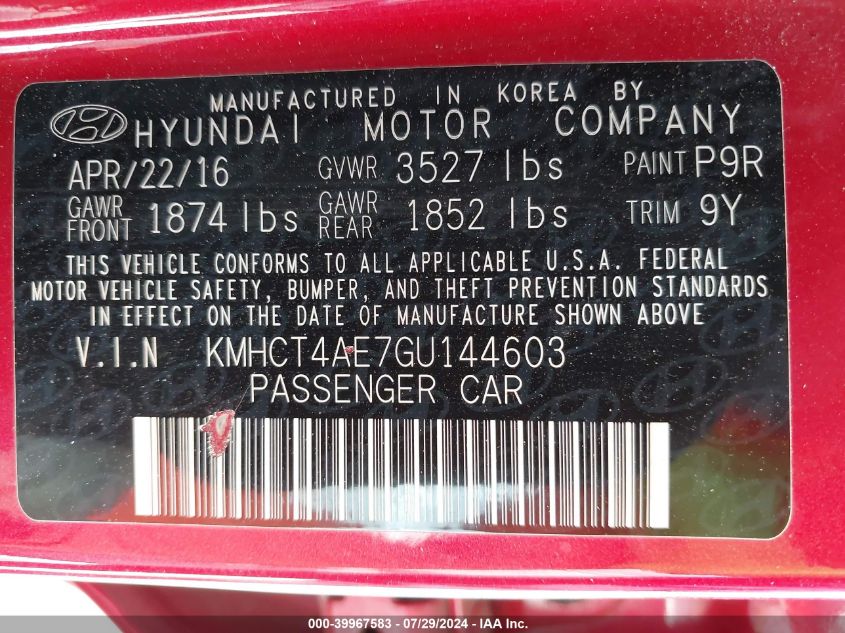 MANUFACTURED IN KOREA BY
HYUNDAI MOTOR COMPANY
APR/22/16 GVWR 3527 lbs PAINT P9R
GAWR FRONT 1874 lbs GAWR REAR 1852 lbs TRIM 9Y
THIS VEHICLE CONFORMS TO ALL APPLICABLE U.S.A. FEDERAL
MOTOR VEHICLE SAFETY, BUMPER, AND THEFT PREVENTION STANDARDS
IN EFFECT ON THE DATE OF MANUFACTURE SHOWN ABOVE
V.I.N KMHCT4AE7GU144603
PASSENGER CAR
000-39967583 - 07/29/2024 - IAA Inc.